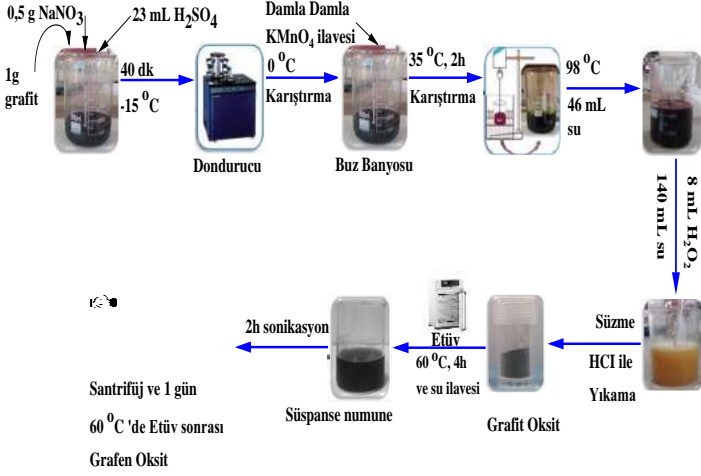 0,5 g NaNO3
23 mL H2SO4
1g
grafit
40 dk
-15 ⁰C
Dondurucu
0 ⁰C
Karıştırma
Damla Damla
KMnO4 ilavesi
Buz Banyosu
35 ⁰C, 2h
Karıştırma
98 ⁰C
46 mL
su
8 mL H2O2
140 mL su
Süzme
HCI ile
Yıkama
Grafit Oksit
Etüv
60 ⁰C, 4h
ve su ilavesi
Süspanse numune
2h sonikasyon
Santrifüj ve 1 gün
60 ⁰C 'de Etüv sonrası
Grafen Oksit